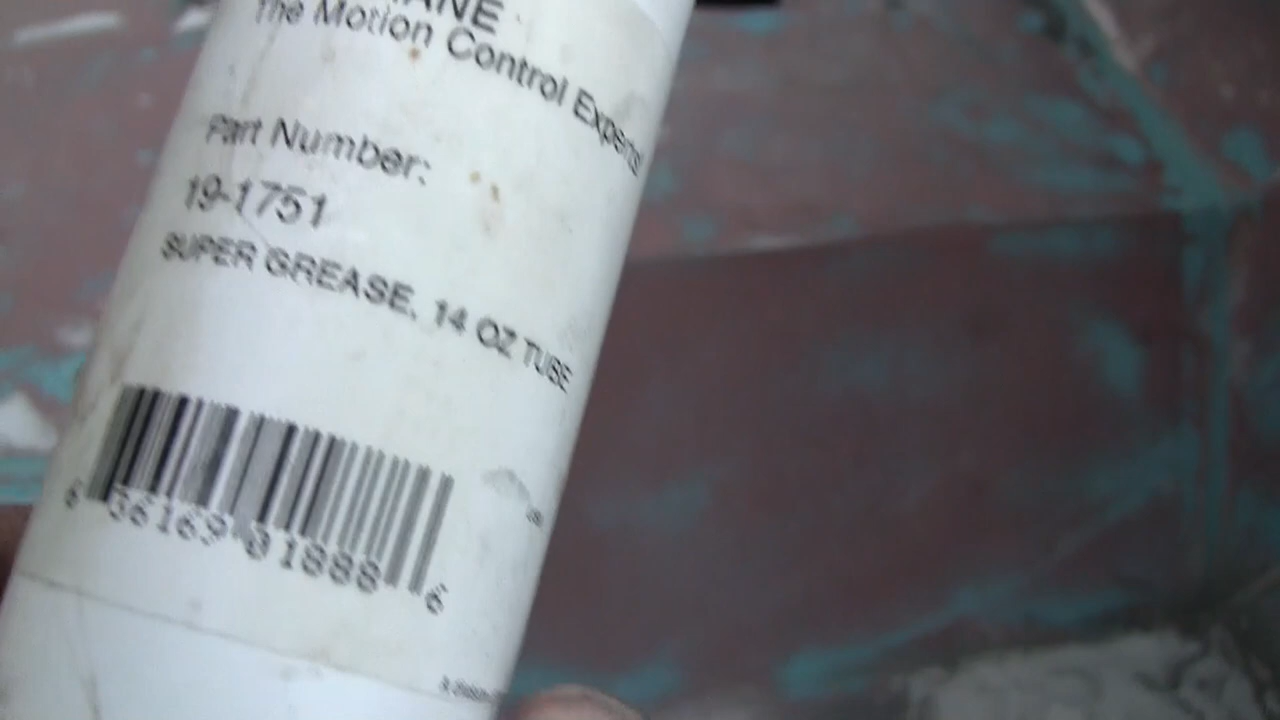 The Motion Control Experts!
Part Number:
19-1751
SUPER GREASE, 14 OZ TUBE
6 56169 01888 6